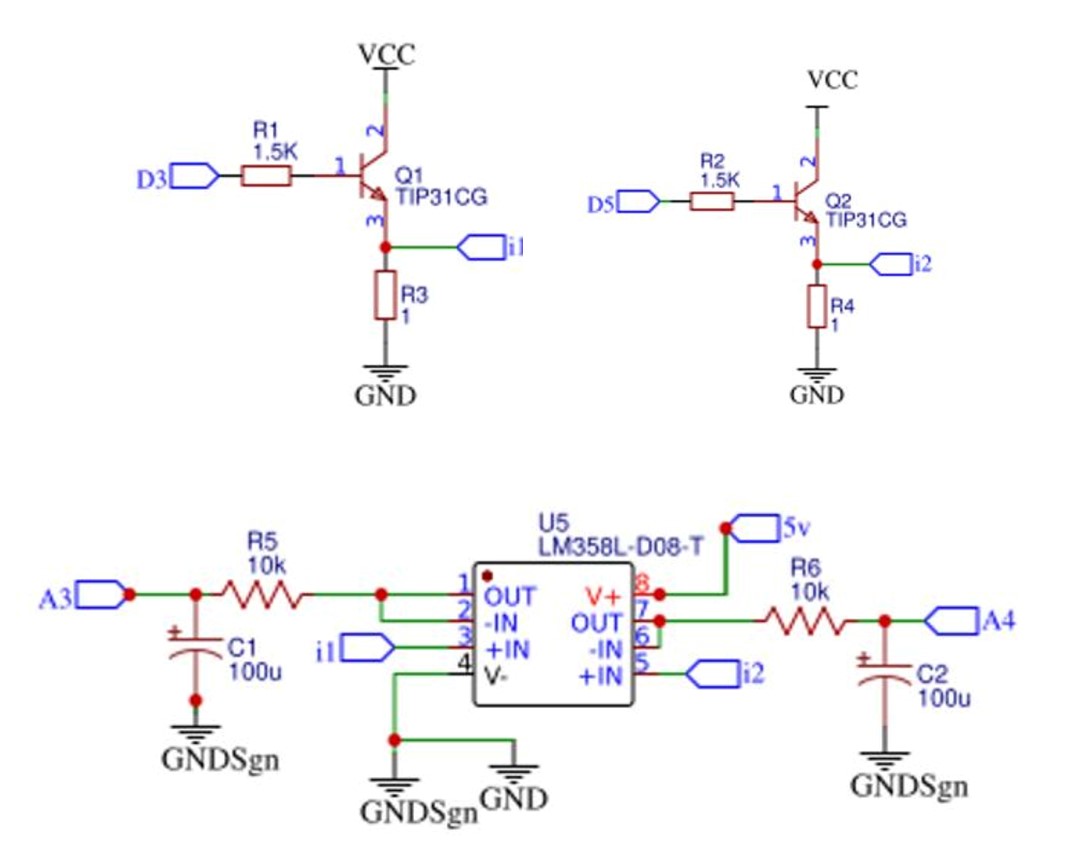 VCC
R1
1.5K
D3
1
2
Q1
TIP31CG
3
i1
R3
1
GND
VCC
R2
1.5K
D5
1
2
Q2
TIP31CG
3
i2
R4
1
GND
U5
LM358L-D08-T
5v
R5
10k
R6
10k
A3
1
OUT
V+
8
2
-IN
OUT
7
A4
i1
3
+IN
-IN
6
4
V-
+IN
5
i2
+
C1
100u
+
C2
100u
GNDSgn
GNDSgn
GND
GNDSgn